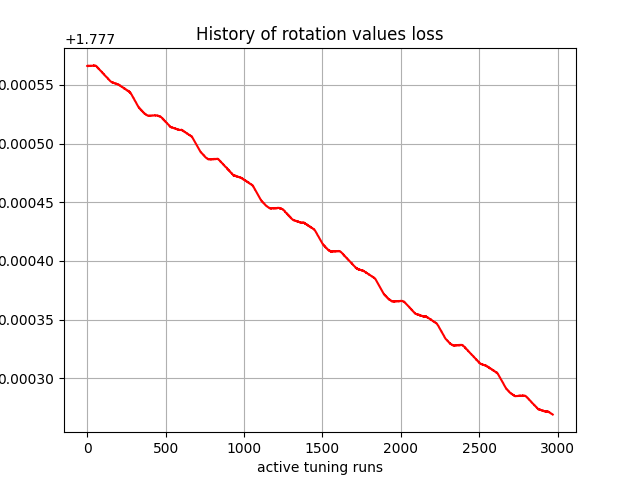 History of rotation values loss
+1.777
0.00055
0.00050
0.00045
0.00040
0.00035
0.00030
0 500 1000 1500 2000 2500 3000
active tuning runs